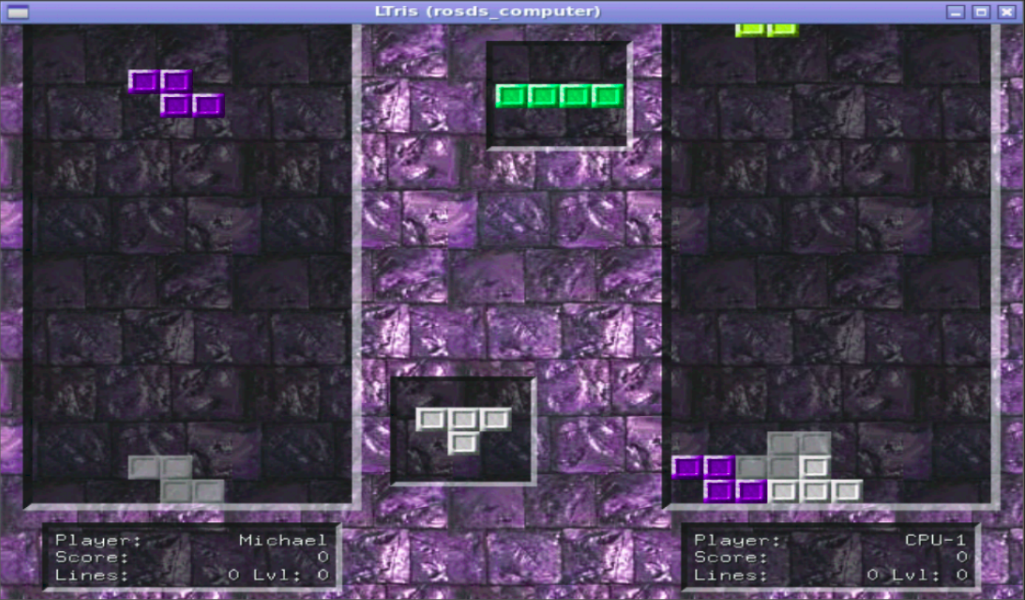 LTris (rosds_computer)
Player: Michael
Score: 0
Lines: 0 Lvl: 0
Player: CPU-1
Score: 0
Lines: 0 Lvl: 0